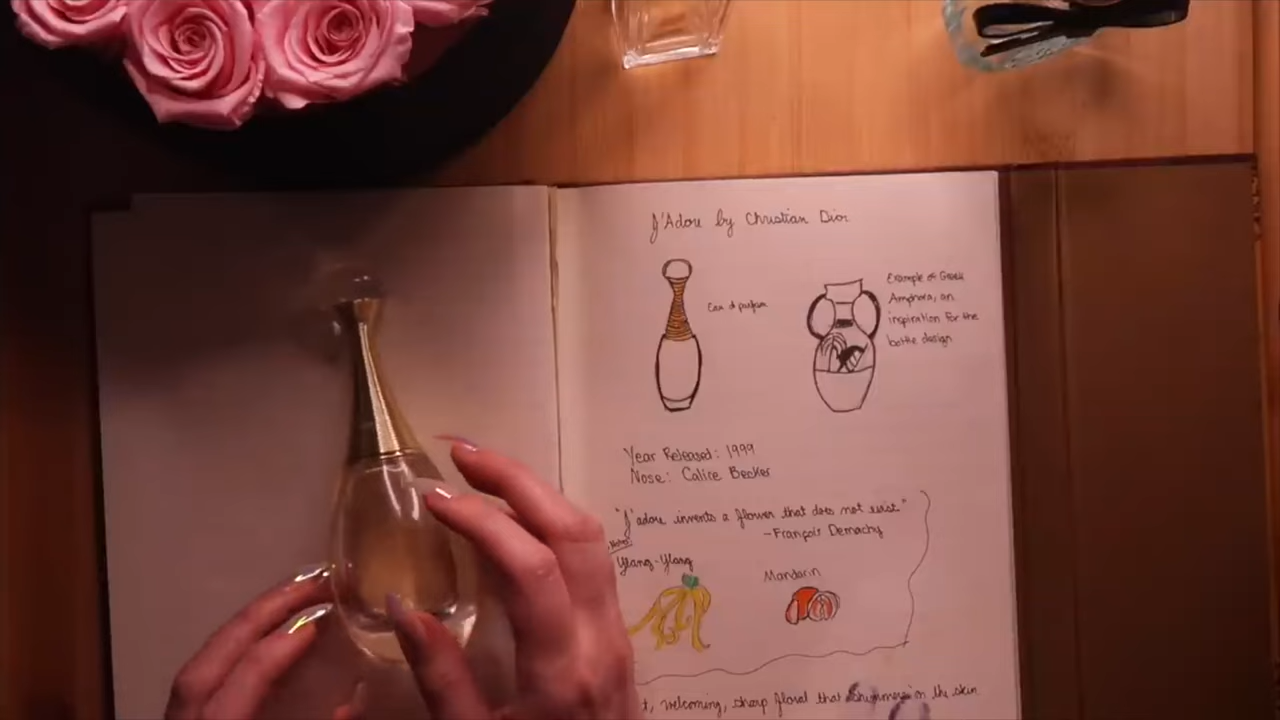 J'Adore by Christian Dior
Eau d parfum
Example of Greek
Amphora, an
inspiration for the
bottle design
Year Released: 1999
Nose: Calice Becker
"J'adore invents a flower that does not exist"
-François Demachy
Notes
Ylang-Ylang
Mandarin
welcoming, sharp floral that shimmers on the skin